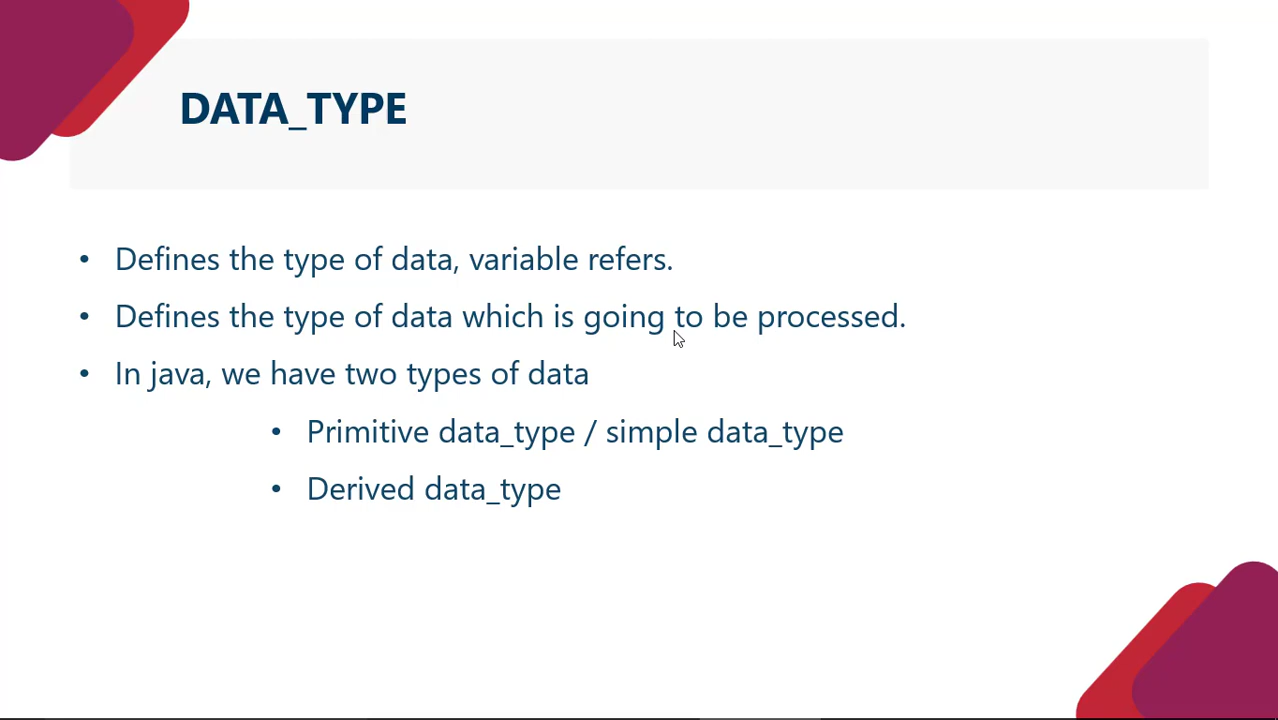 DATA_TYPE
• Defines the type of data, variable refers.
• Defines the type of data which is going to be processed.
• In java, we have two types of data
• Primitive data_type / simple data_type
• Derived data_type